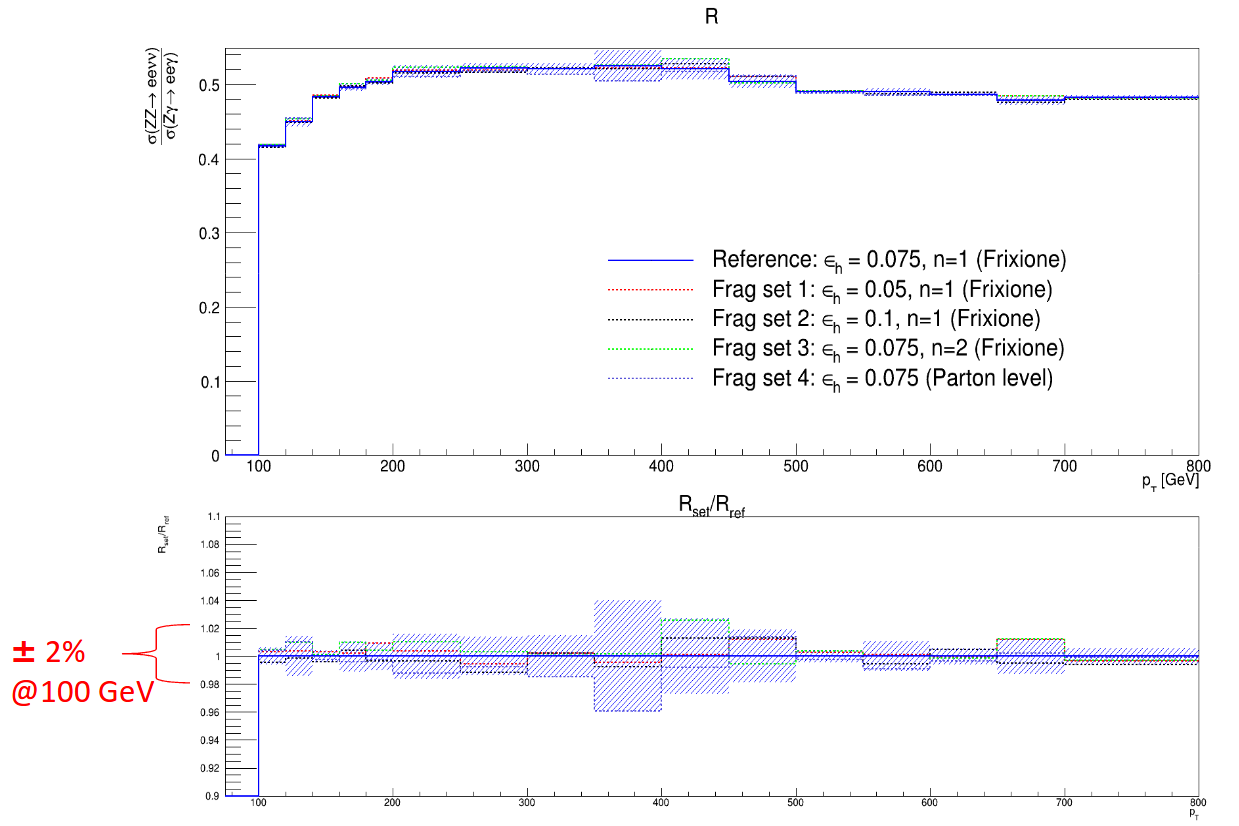 R
σ(ZZ→ eeνν)
σ(Zγ→ eeγ)
0.5
0.4
0.3
0.2
0.1
0
Reference: ϵh = 0.075, n=1 (Frixione)
Frag set 1: ϵh = 0.05, n=1 (Frixione)
Frag set 2: ϵh = 0.1, n=1 (Frixione)
Frag set 3: ϵh = 0.075, n=2 (Frixione)
Frag set 4: ϵh = 0.075 (Parton level)
100 200 300 400 500 600 700 800
pT [GeV]
Rset/Rref
Rset/Rref
1.1
1.08
1.06
1.04
1.02
1
0.98
0.96
0.94
0.92
0.9
± 2%
@100 GeV
100 200 300 400 500 600 700 800
pT